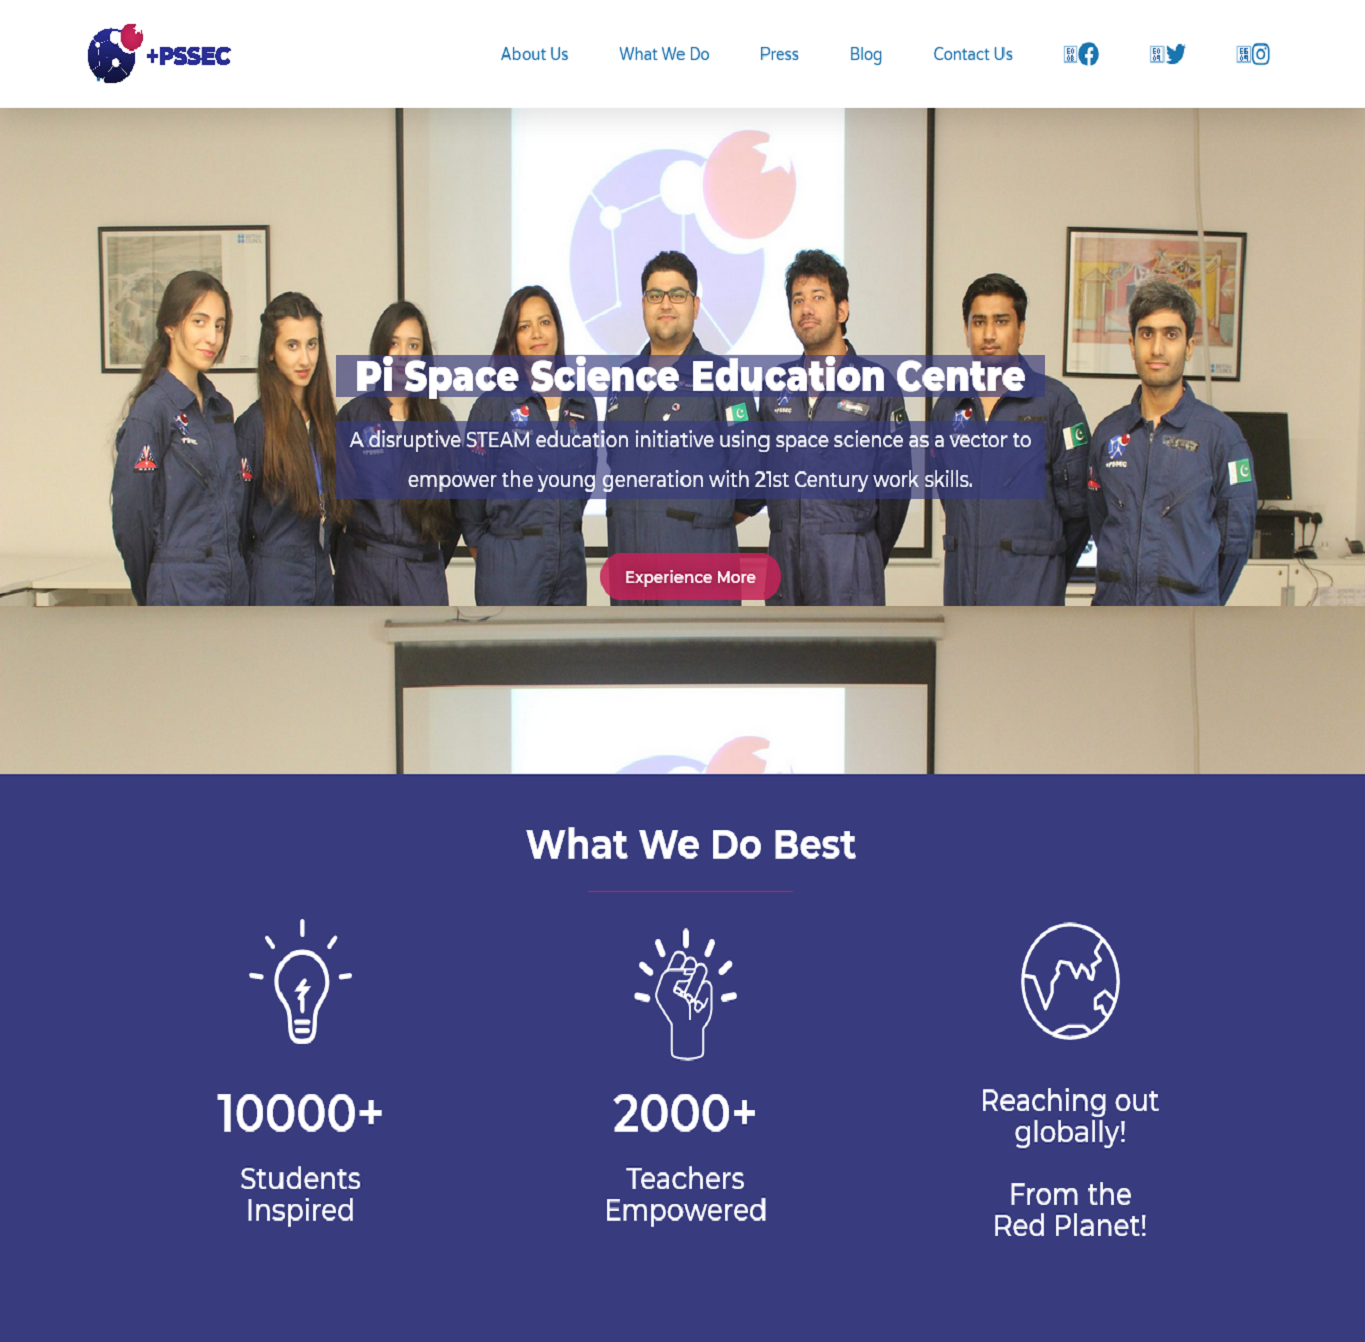 +PSSEC
About Us What We Do Press Blog Contact Us
Pi Space Science Education Centre
A disruptive STEAM education initiative using space science as a vector to
empower the young generation with 21st Century work skills.
Experience More
What We Do Best
10000+
Students
Inspired
2000+
Teachers
Empowered
Reaching out
globally!
From the
Red Planet!